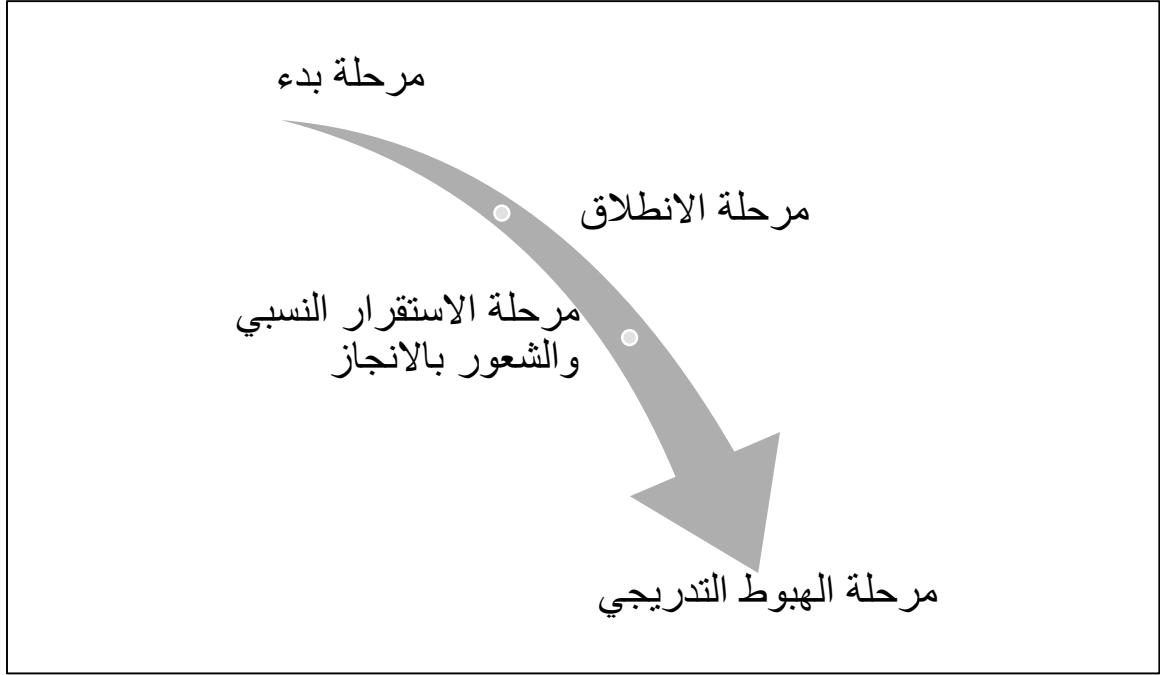 مرحلة بدء
مرحلة الانطلاق
مرحلة الاستقرار النسبي
والشعور بالانجاز
مرحلة الهبوط التدريجي